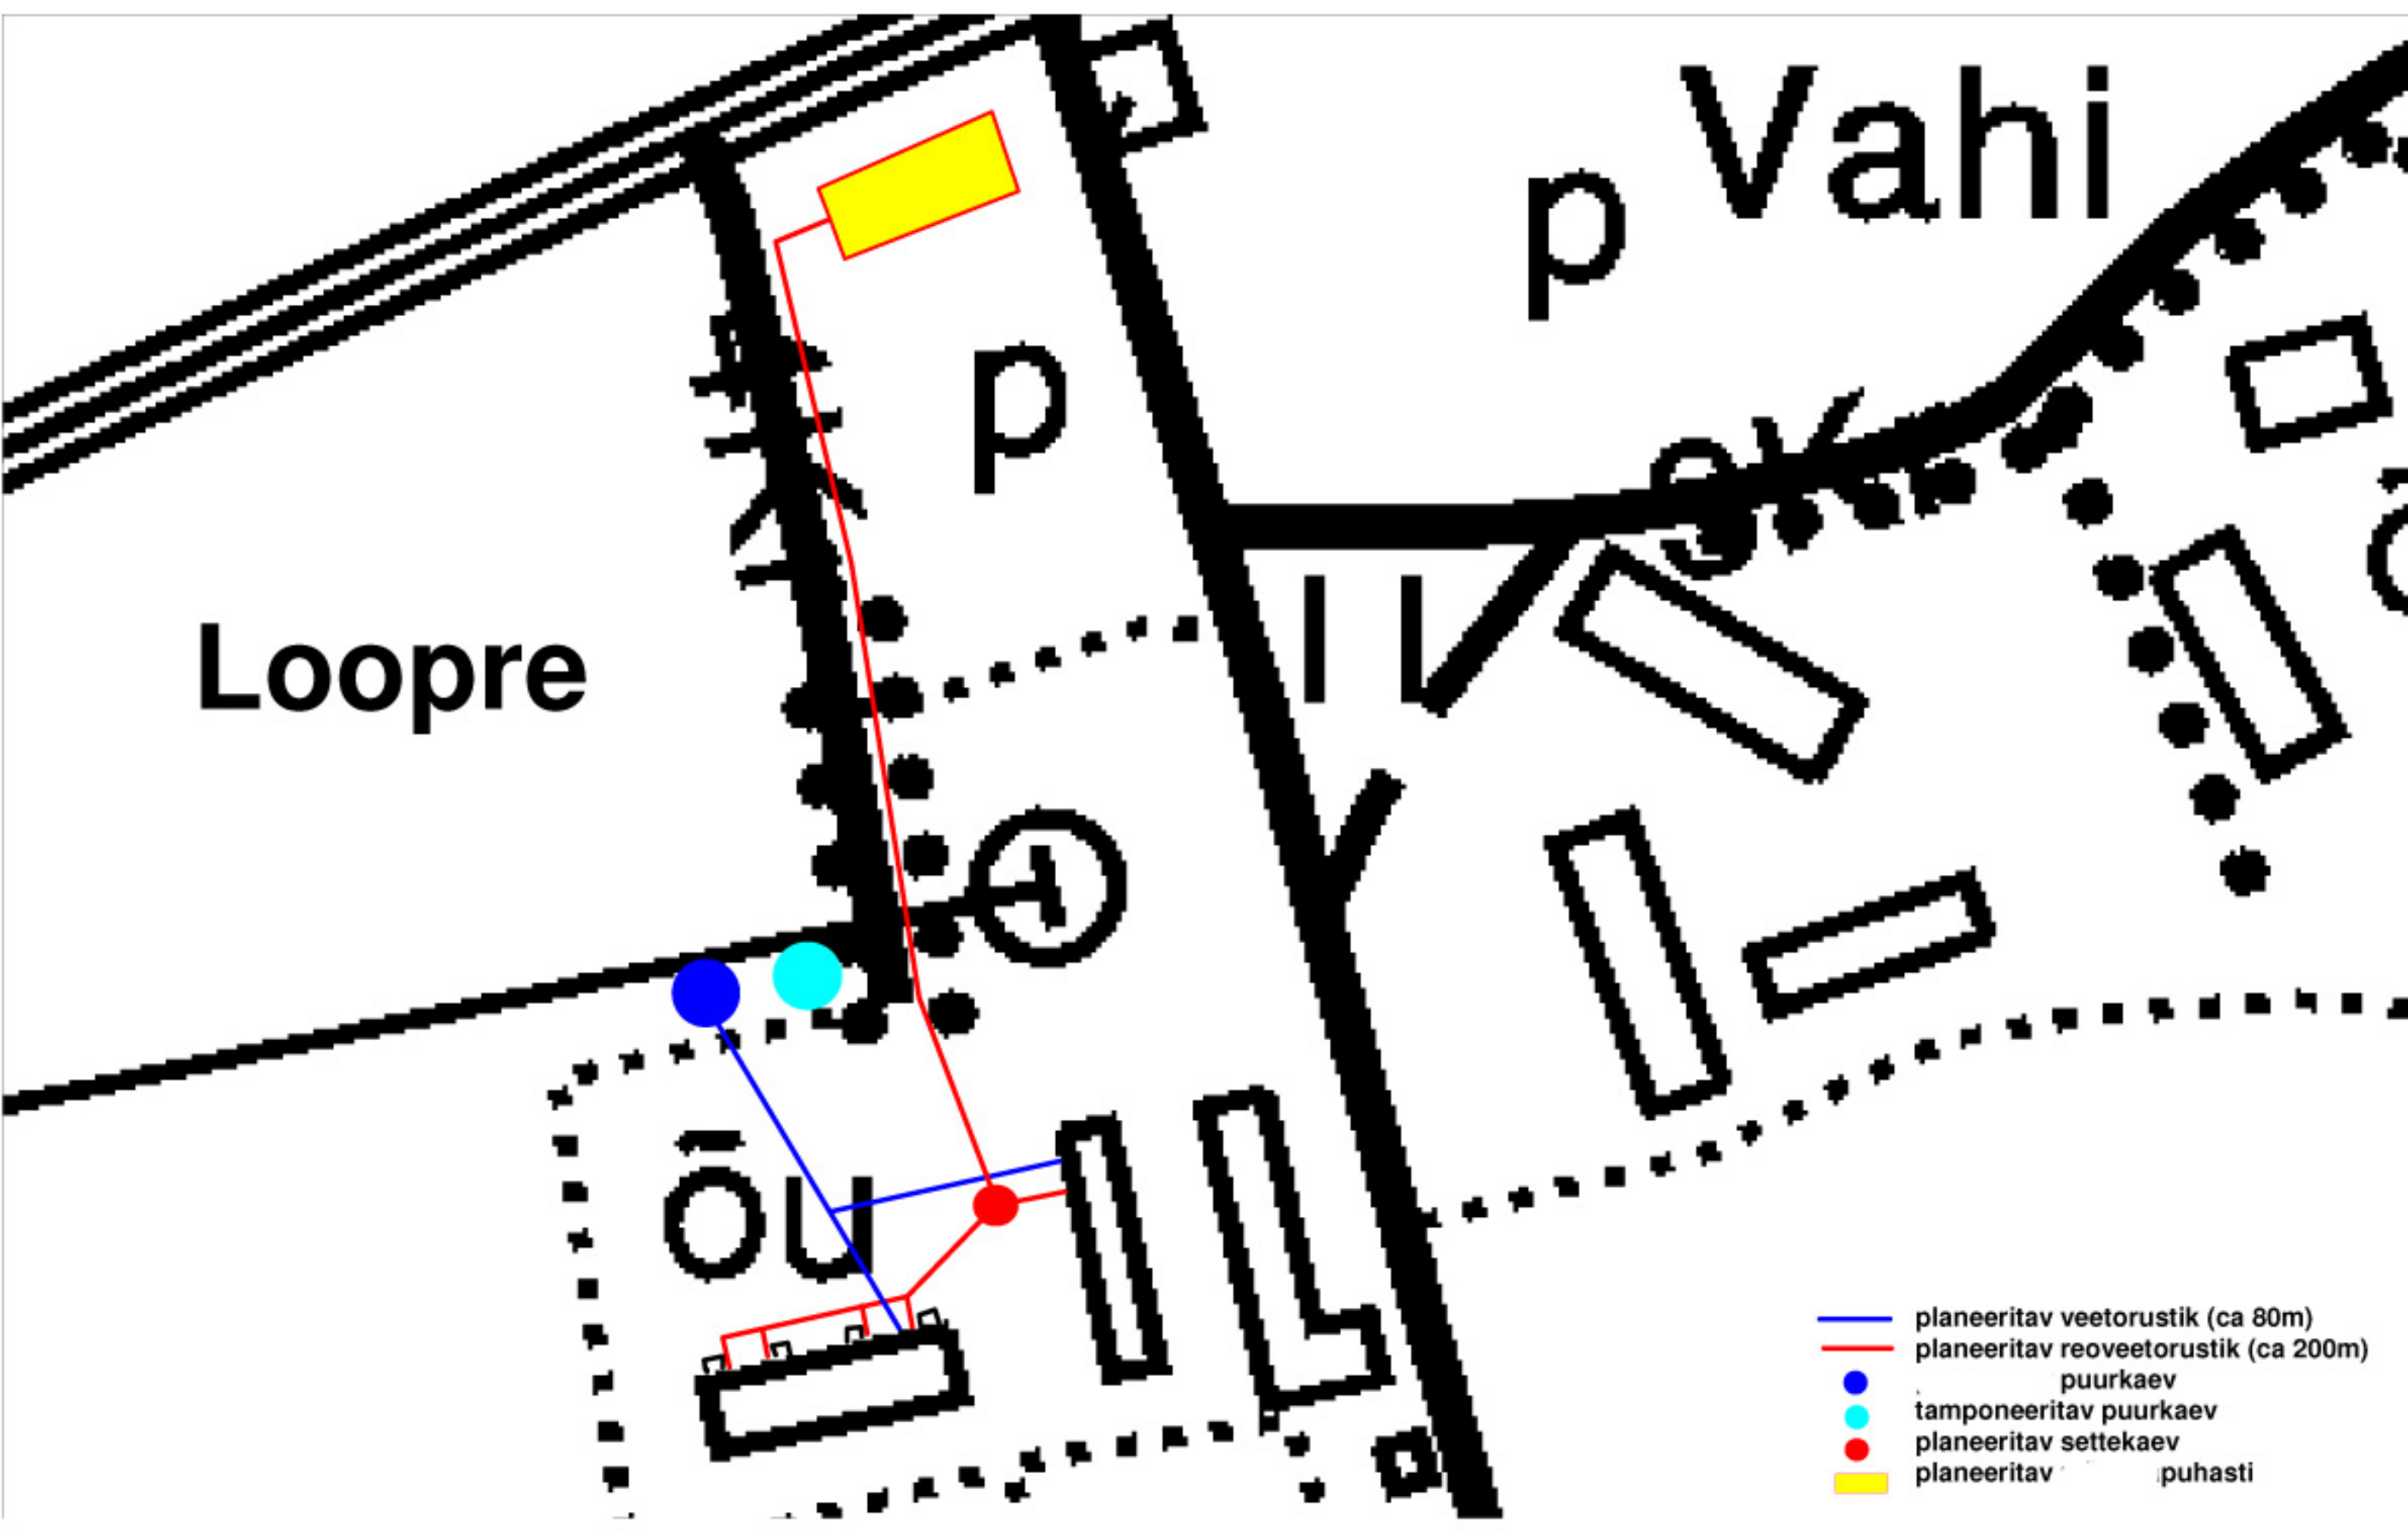 Vahi
p
p
Loopre
õu
planeeritav veetorustik (ca 80m)
planeeritav reoveetorustik (ca 200m)
puurkaev
tamponeeritav puurkaev
planeeritav settekaev
planeeritav puhasti